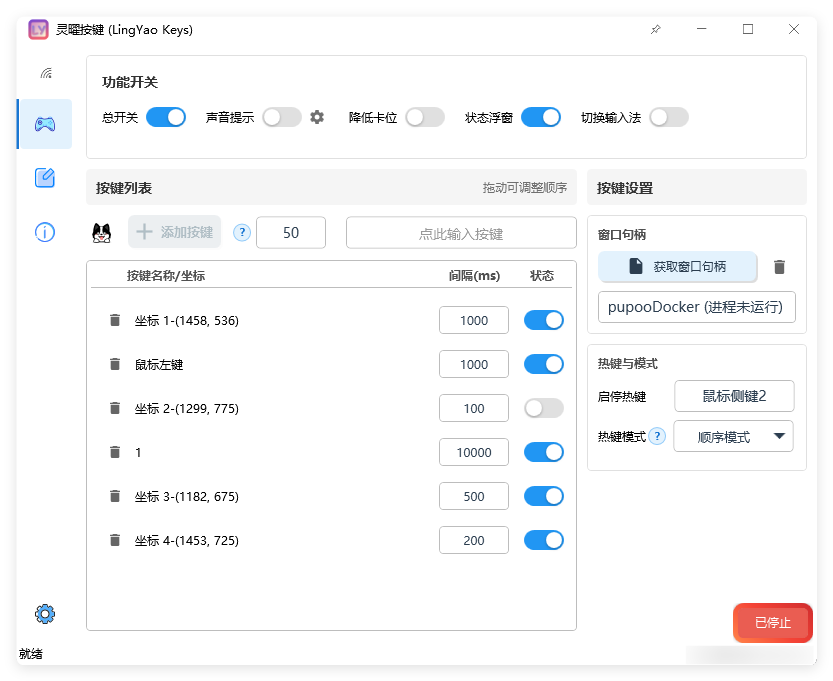 灵曜按键 (LingYao Keys)
功能开关
总开关 声音提示 降低卡位 状态浮窗 切换输入法
按键列表 拖动可调整顺序 按键设置
添加按键 ? 50 点此输入按键
窗口句柄
获取窗口句柄
pupooDocker (进程未运行)
按键名称/坐标 间隔(ms) 状态
坐标 1-(1458, 536) 1000
鼠标左键 1000
坐标 2-(1299, 775) 100
1 10000
坐标 3-(1182, 675) 500
坐标 4-(1453, 725) 200
热键与模式
启停热键 鼠标侧键2
热键模式 ? 顺序模式
已停止
就绪